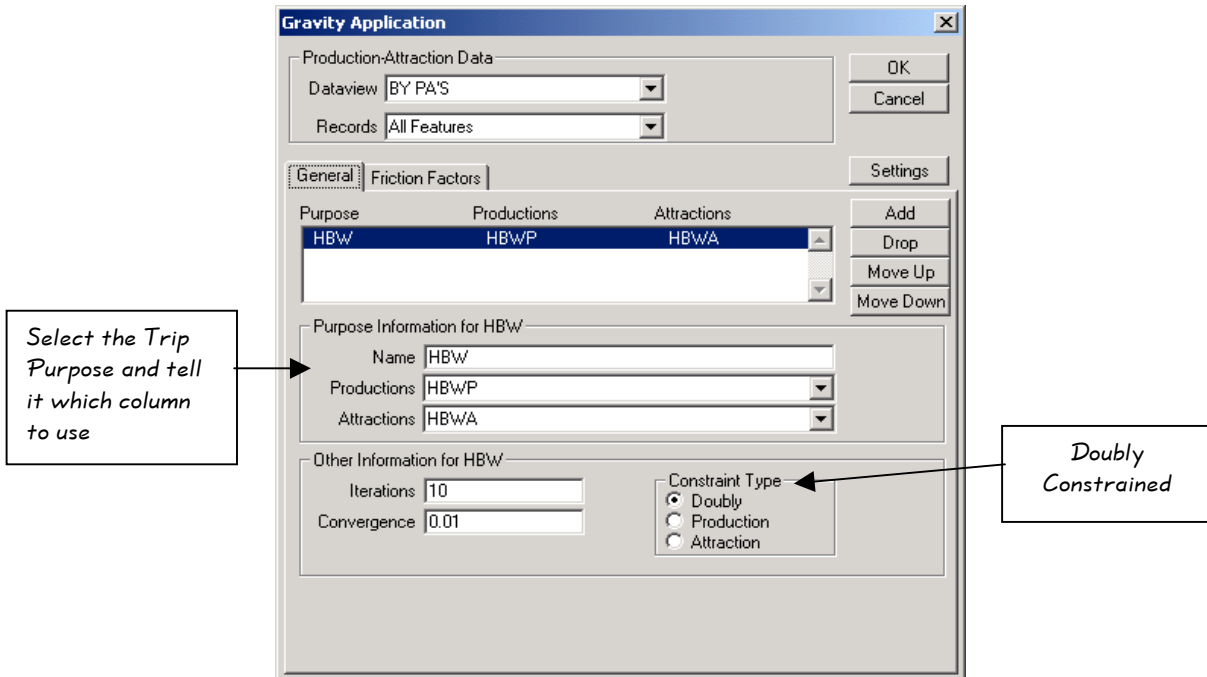 Gravity Application
Production-Attraction Data
Dataview BY PA'S
Records All Features
OK
Cancel
Settings
General Friction Factors
Purpose Productions Attractions
HBW HBWP HBWA
Add
Drop
Move Up
Move Down
Select the Trip
Purpose and tell
it which column
to use
Purpose Information for HBW
Name HBW
Productions HBWP
Attractions HBWA
Other Information for HBW
Iterations 10
Convergence 0.01
Constraint Type
Doubly
Production
Attraction
Doubly
Constrained